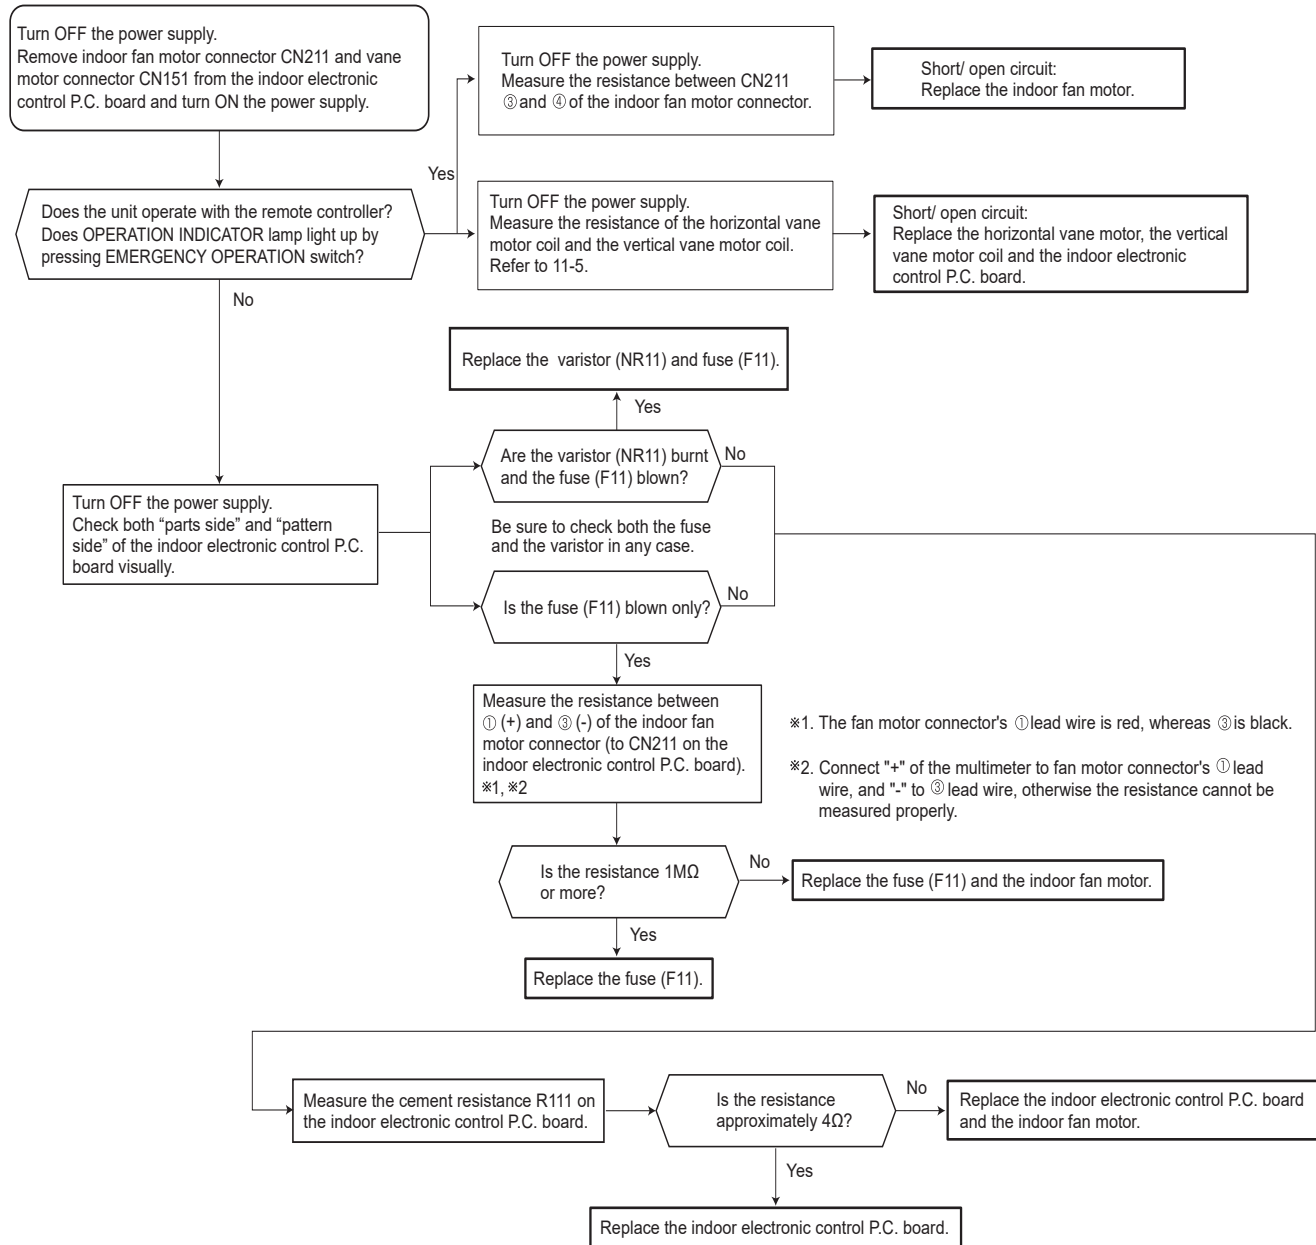 Turn OFF the power supply.
Remove indoor fan motor connector CN211 and vane
motor connector CN151 from the indoor electronic
control P.C. board and turn ON the power supply.
Turn OFF the power supply.
Measure the resistance between CN211
③ and ④ of the indoor fan motor connector.
Short/ open circuit:
Replace the indoor fan motor.
Yes
Does the unit operate with the remote controller?
Does OPERATION INDICATOR lamp light up by
pressing EMERGENCY OPERATION switch?
Turn OFF the power supply.
Measure the resistance of the horizontal vane
motor coil and the vertical vane motor coil.
Refer to 11-5.
Short/ open circuit:
Replace the horizontal vane motor, the vertical
vane motor coil and the indoor electronic
control P.C. board.
No
Replace the varistor (NR11) and fuse (F11).
Yes
Are the varistor (NR11) burnt
and the fuse (F11) blown?
No
Turn OFF the power supply.
Check both “parts side” and “pattern
side” of the indoor electronic control P.C.
board visually.
Be sure to check both the fuse
and the varistor in any case.
Is the fuse (F11) blown only?
No
Yes
Measure the resistance between
① (+) and ③ (-) of the indoor fan
motor connector (to CN211 on the
indoor electronic control P.C. board).
※1, ※2
※1. The fan motor connector's ① lead wire is red, whereas ③ is black.
※2. Connect "+" of the multimeter to fan motor connector's ① lead
wire, and "-" to ③ lead wire, otherwise the resistance cannot be
measured properly.
Is the resistance 1MΩ
or more?
No
Replace the fuse (F11) and the indoor fan motor.
Yes
Replace the fuse (F11).
Measure the cement resistance R111 on
the indoor electronic control P.C. board.
Is the resistance
approximately 4Ω?
No
Replace the indoor electronic control P.C. board
and the indoor fan motor.
Yes
Replace the indoor electronic control P.C. board.